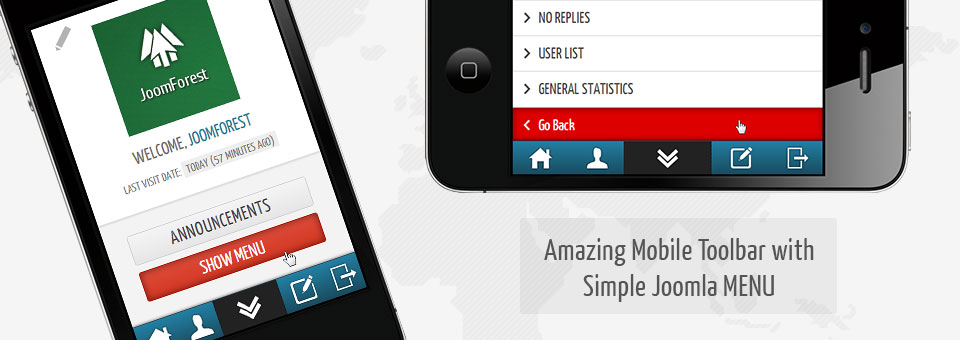 JoomForest
WELCOME, JOOMFOREST
LAST VISIT DATE: TODAY (57 MINUTES AGO)
ANNOUNCEMENTS
SHOW MENU
NO REPLIES
USER LIST
GENERAL STATISTICS
Go Back
Amazing Mobile Toolbar with
Simple Joomla MENU